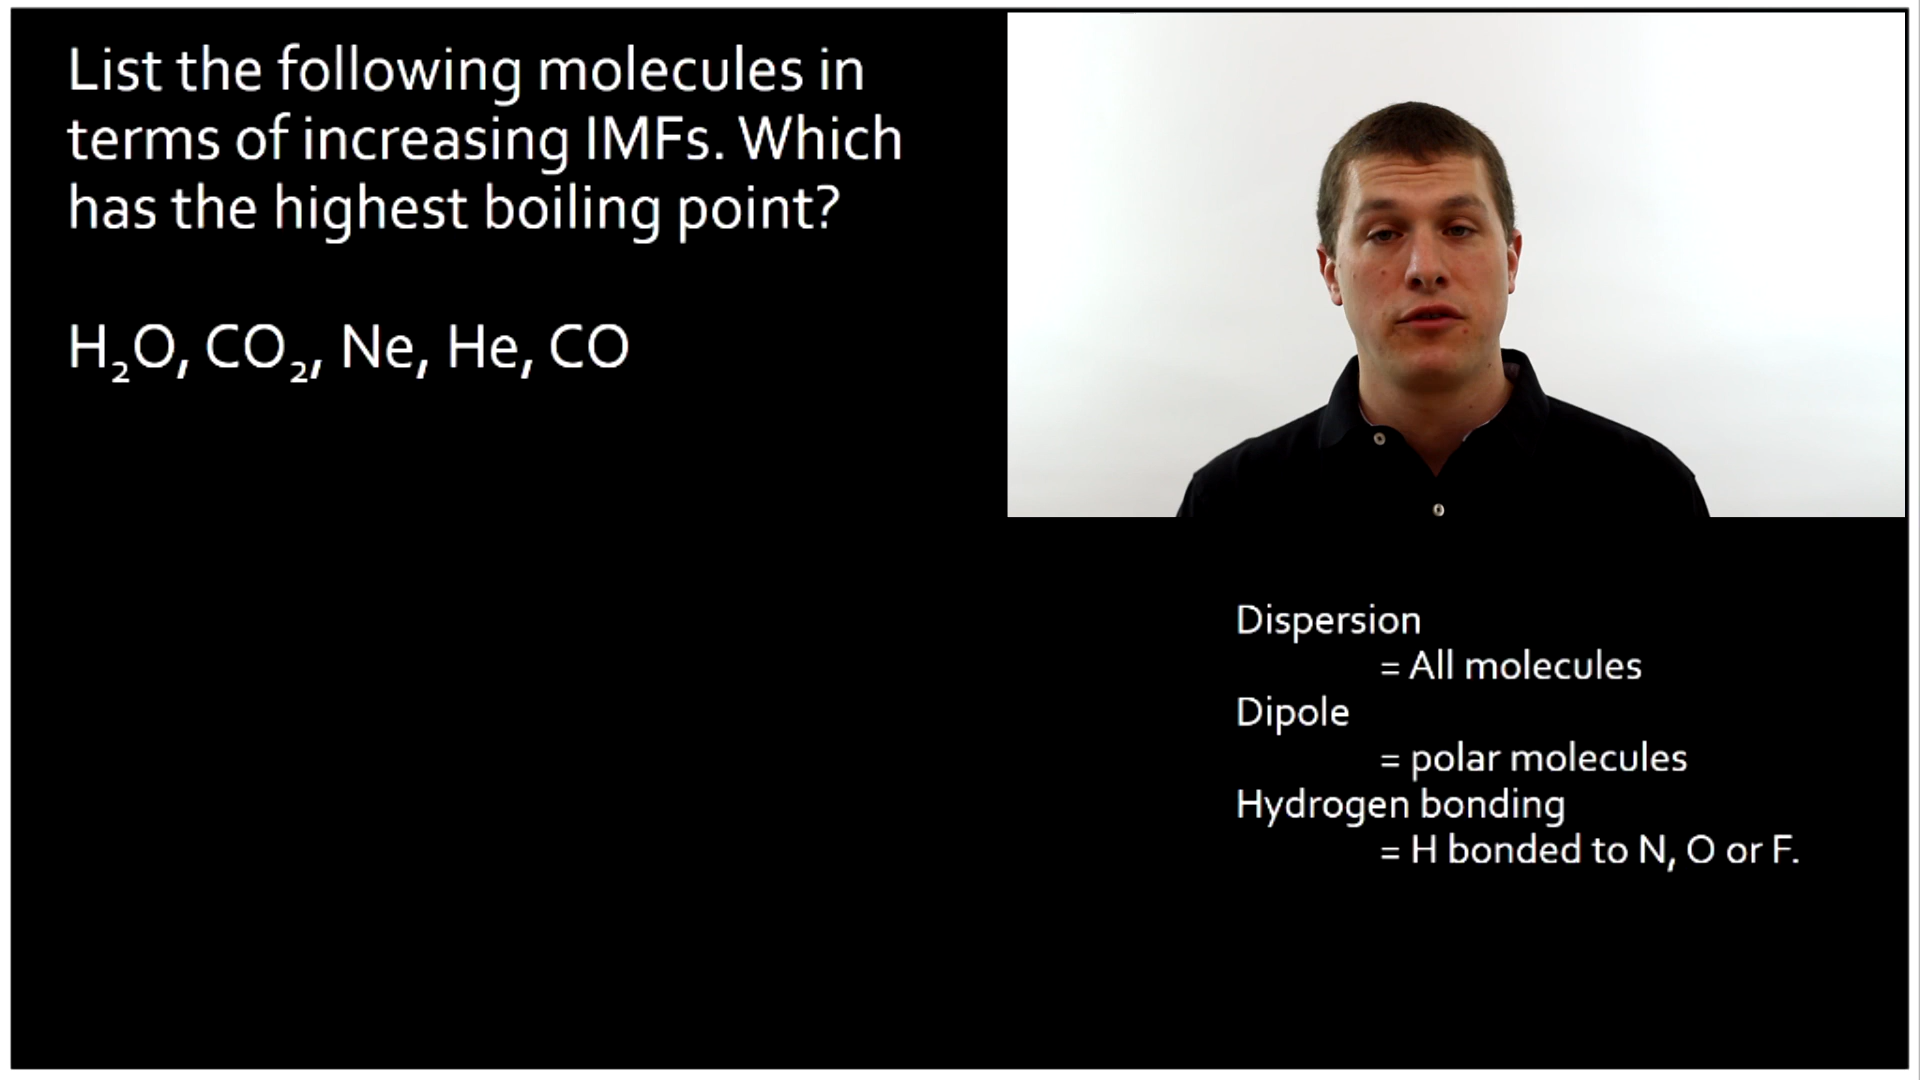 List the following molecules in
terms of increasing IMFs. Which
has the highest boiling point?
H₂O, CO₂, Ne, He, CO
Dispersion
= All molecules
Dipole
= polar molecules
Hydrogen bonding
= H bonded to N, O or F.